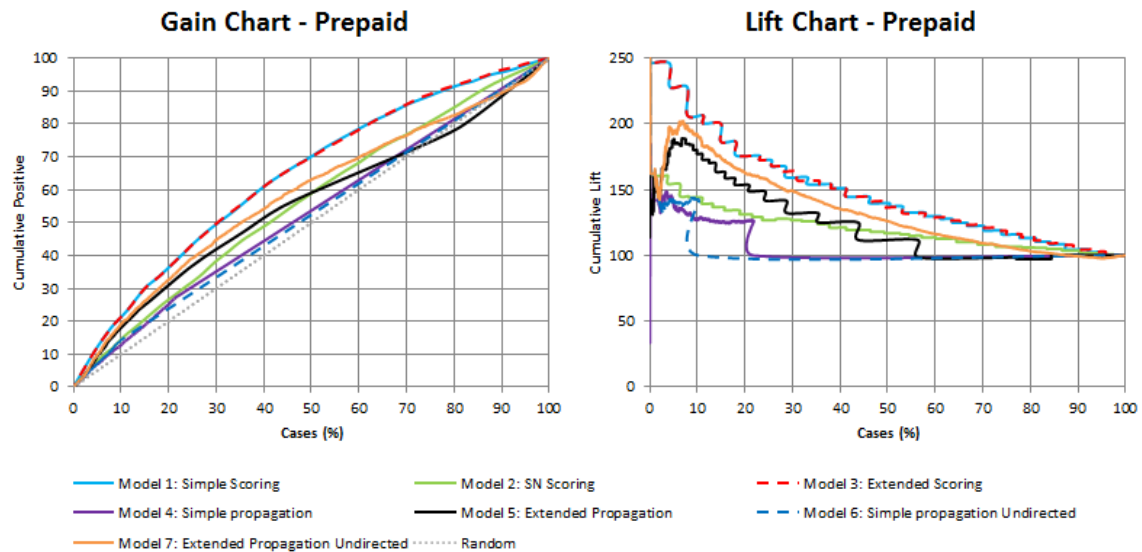 Gain Chart - Prepaid
Cumulative Positive
100
90
80
70
60
50
40
30
20
10
0
0 10 20 30 40 50 60 70 80 90 100
Cases (%)
Lift Chart - Prepaid
Cumulative Lift
250
200
150
100
50
0
0 10 20 30 40 50 60 70 80 90 100
Cases (%)
Model 1: Simple Scoring
Model 2: SN Scoring
Model 3: Extended Scoring
Model 4: Simple propagation
Model 5: Extended Propagation
Model 6: Simple propagation Undirected
Model 7: Extended Propagation Undirected
Random